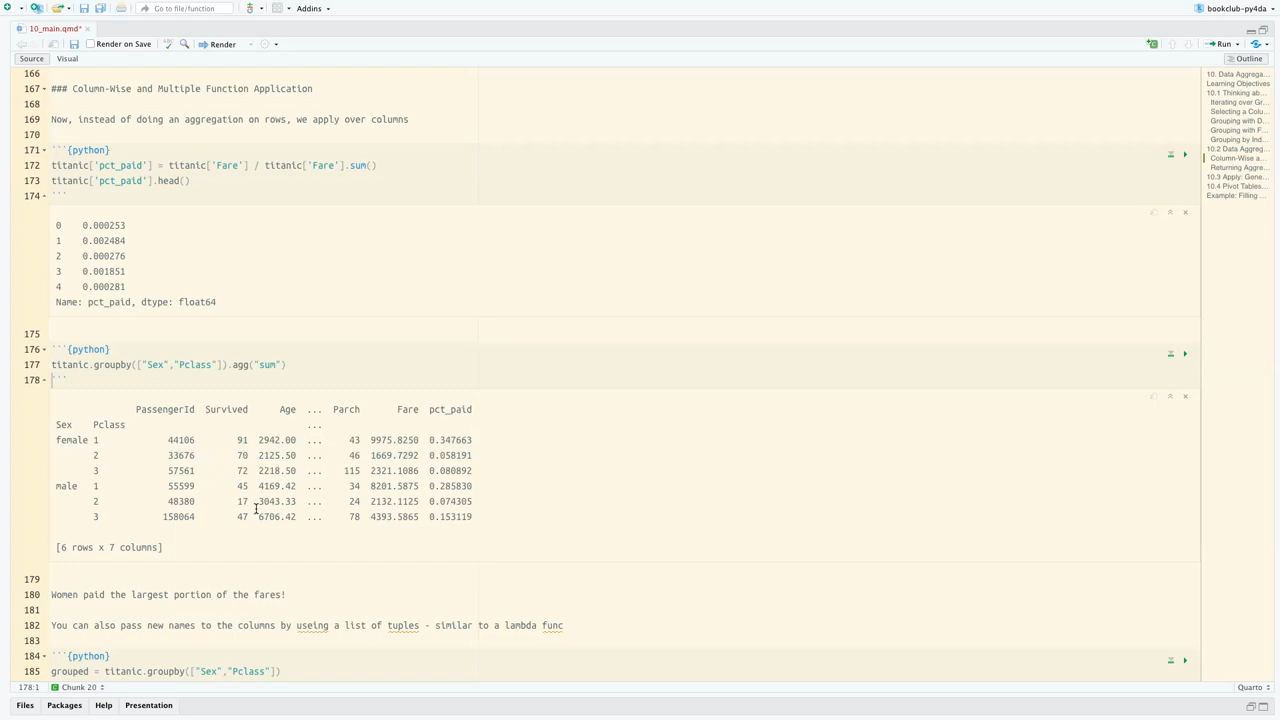 Go to file/function
Addins
bookclub-py4da
10_main.qmd*
Render on Save
Render
Run
Source
Visual
Outline
166
167 ### Column-Wise and Multiple Function Application
168
169 Now, instead of doing an aggregation on rows, we apply over columns
170
171 ```{python}
172 titanic['pct_paid'] = titanic['Fare'] / titanic['Fare'].sum()
173 titanic['pct_paid'].head()
174 ```
0 0.000253
1 0.002484
2 0.000276
3 0.001851
4 0.000281
Name: pct_paid, dtype: float64
175
176 ```{python}
177 titanic.groupby(["Sex","Pclass"]).agg("sum")
178 ```
PassengerId Survived Age ... Parch Fare pct_paid
Sex Pclass ...
female 1 44106 91 2942.00 ... 43 9975.8250 0.347663
2 33676 70 2125.50 ... 46 1669.7292 0.058191
3 57561 72 2218.50 ... 115 2321.1086 0.080892
male 1 55599 45 4169.42 ... 34 8201.5875 0.285830
2 48380 17 3043.33 ... 24 2132.1125 0.074305
3 158064 47 6706.42 ... 78 4393.5865 0.153119
[6 rows x 7 columns]
179
180 Women paid the largest portion of the fares!
181
182 You can also pass new names to the columns by useing a list of tuples - similar to a lambda func
183
184 ```{python}
185 grouped = titanic.groupby(["Sex","Pclass"])
10. Data Aggrega...
Learning Objectives
10.1 Thinking ab...
Iterating over Gr...
Selecting a Colu...
Grouping with D...
Grouping with F...
Grouping by Ind...
10.2 Data Aggreg...
Column-Wise a...
Returning Aggre...
10.3 Apply: Gene...
10.4 Pivot Tables...
Example: Filling ...
178:1
Chunk 20
Quarto
Files
Packages
Help
Presentation